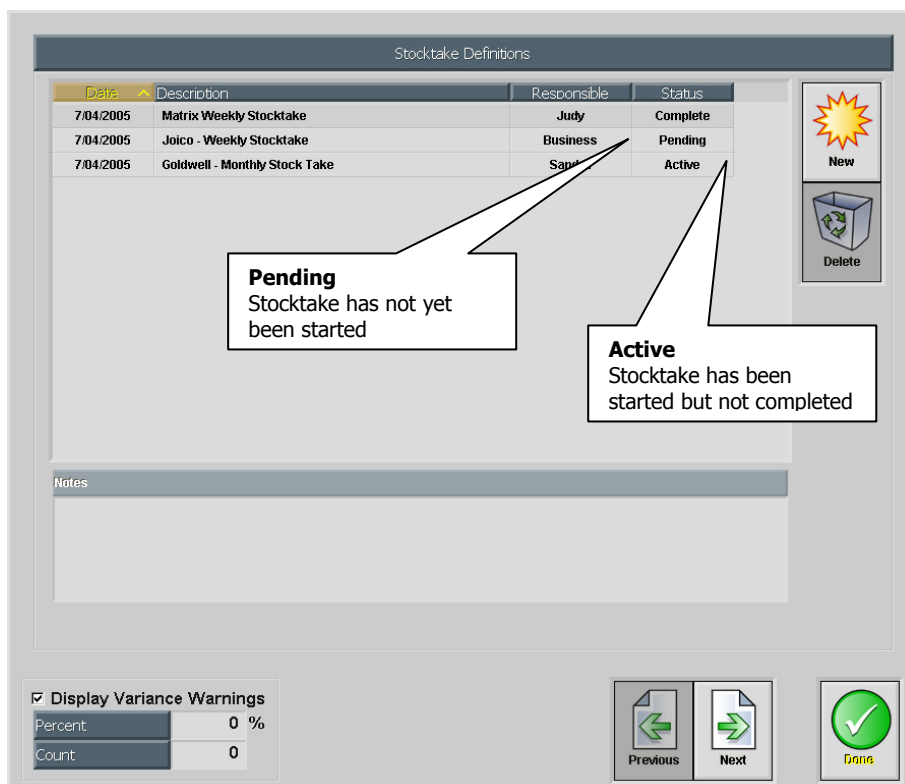 Stocktake Definitions
Date Description Responsible Status
7/04/2005 Matrix Weekly Stocktake Judy Complete
7/04/2005 Joico - Weekly Stocktake Business Pending
7/04/2005 Goldwell - Monthly Stock Take Active
New
Delete
Pending
Stocktake has not yet
been started
Active
Stocktake has been
started but not completed
Notes
Display Variance Warnings
Percent 0 %
Count 0
Previous
Next
Done